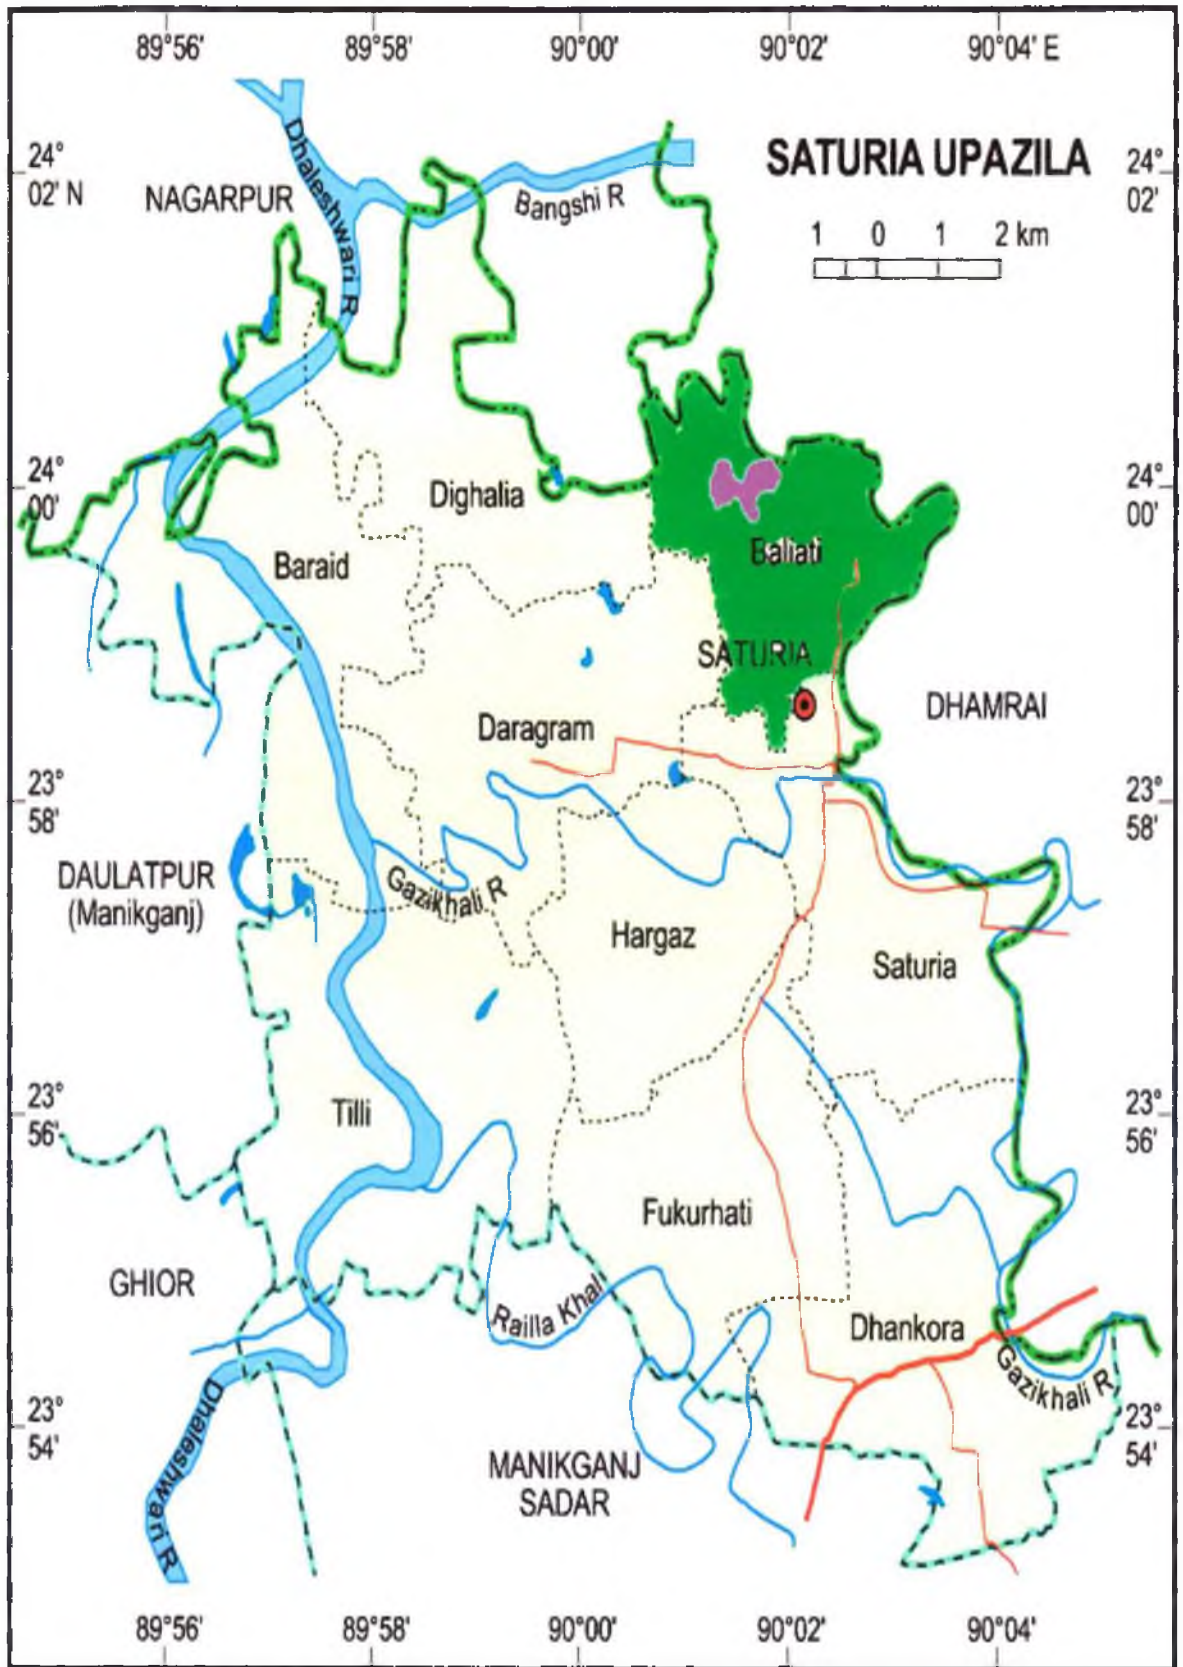 89°56'
89°58'
90°00'
90°02'
90°04' E
24°
02' N
SATURIA UPAZILA
24°
02'
NAGARPUR
Dhaleshwari R
Bangshi R
1 0 1 2 km
24°
00'
24°
00'
Dighalia
Baliati
Baraid
SATURIA
DHAMRAI
Daragram
23°
58'
23°
58'
DAULATPUR
(Manikganj)
Gazikhali R
Hargaz
Saturia
23°
56'
23°
56'
Tilli
Fukurhati
GHIOR
Railla Khal
Dhankora
Gazikhali R
23°
54'
23°
54'
Dhaleshwari R
MANIKGANJ
SADAR
89°56'
89°58'
90°00'
90°02'
90°04'